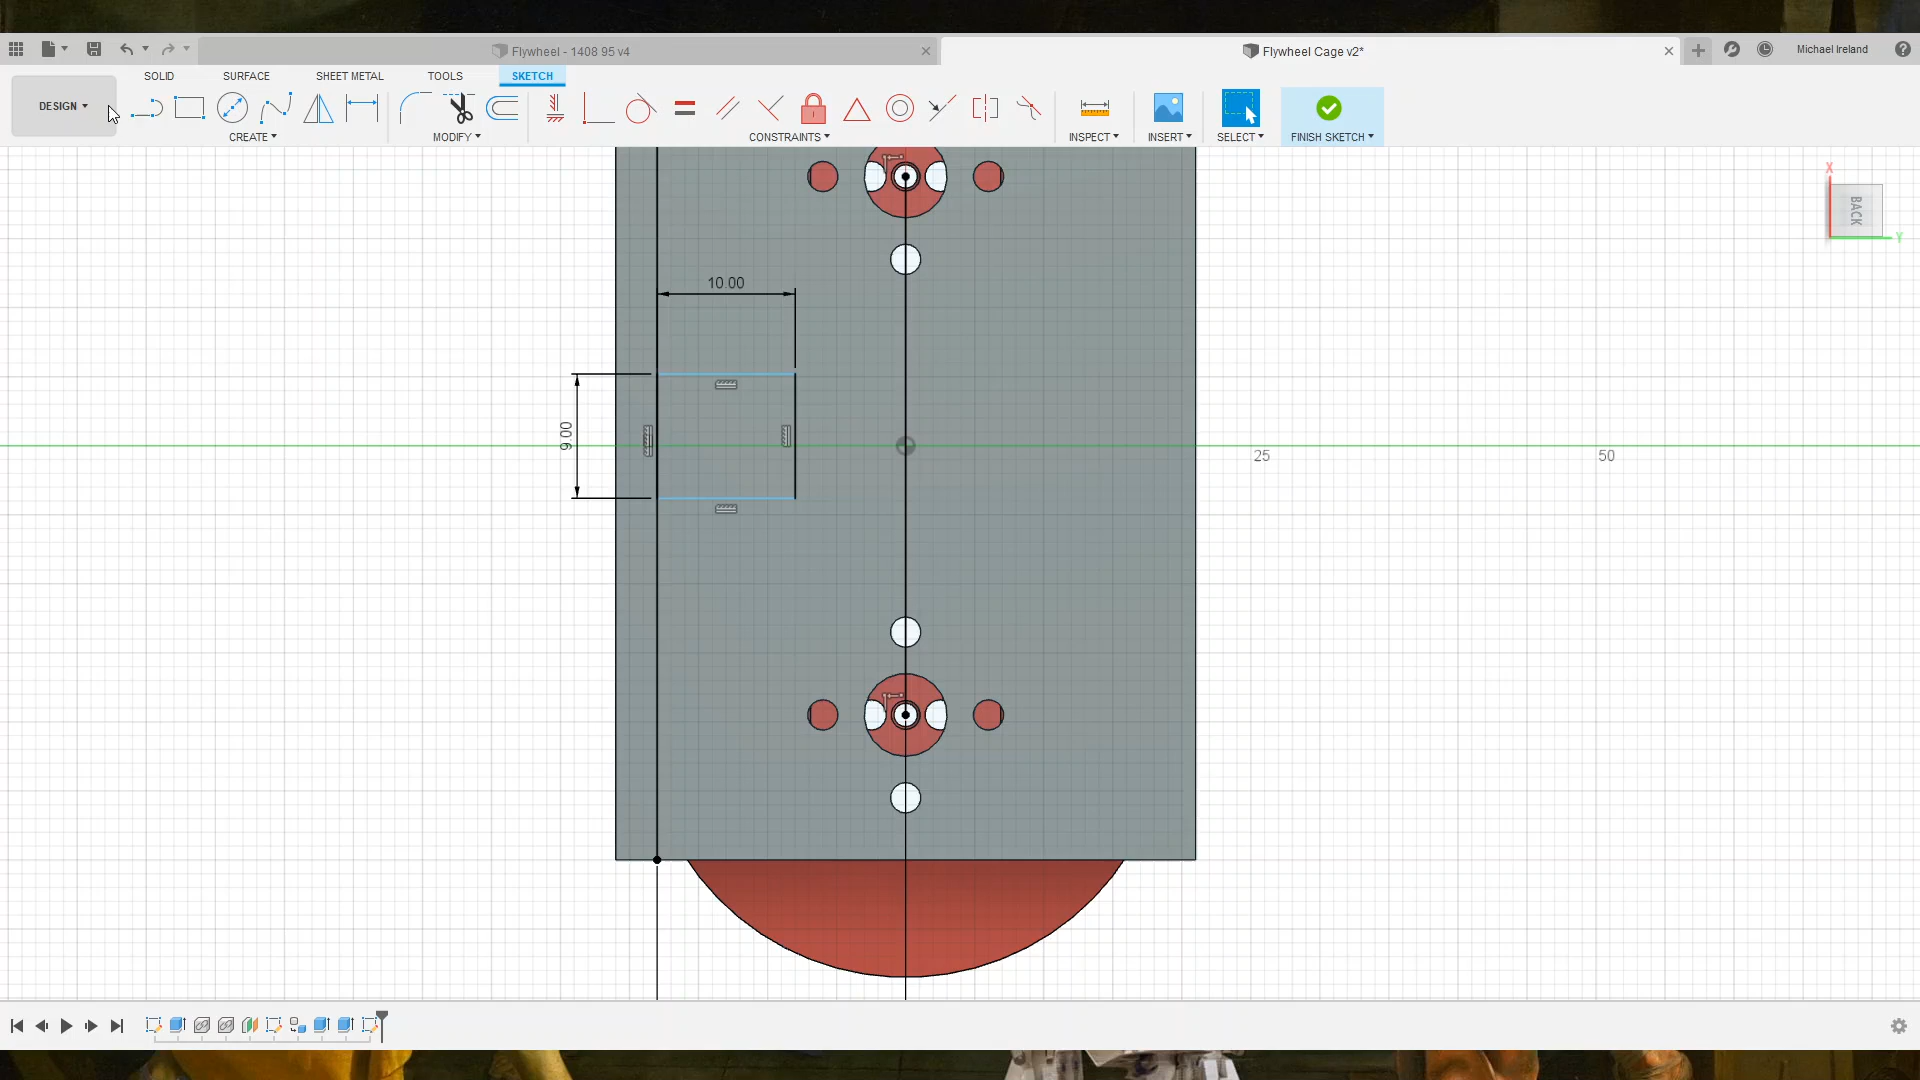 Flywheel - 1408 95 v4
Flywheel Cage v2*
Michael Ireland
SOLID
SURFACE
SHEET METAL
TOOLS
SKETCH
DESIGN
CREATE
MODIFY
CONSTRAINTS
INSPECT
INSERT
SELECT
FINISH SKETCH
X
BACK
Y
10.00
9.00
25
50